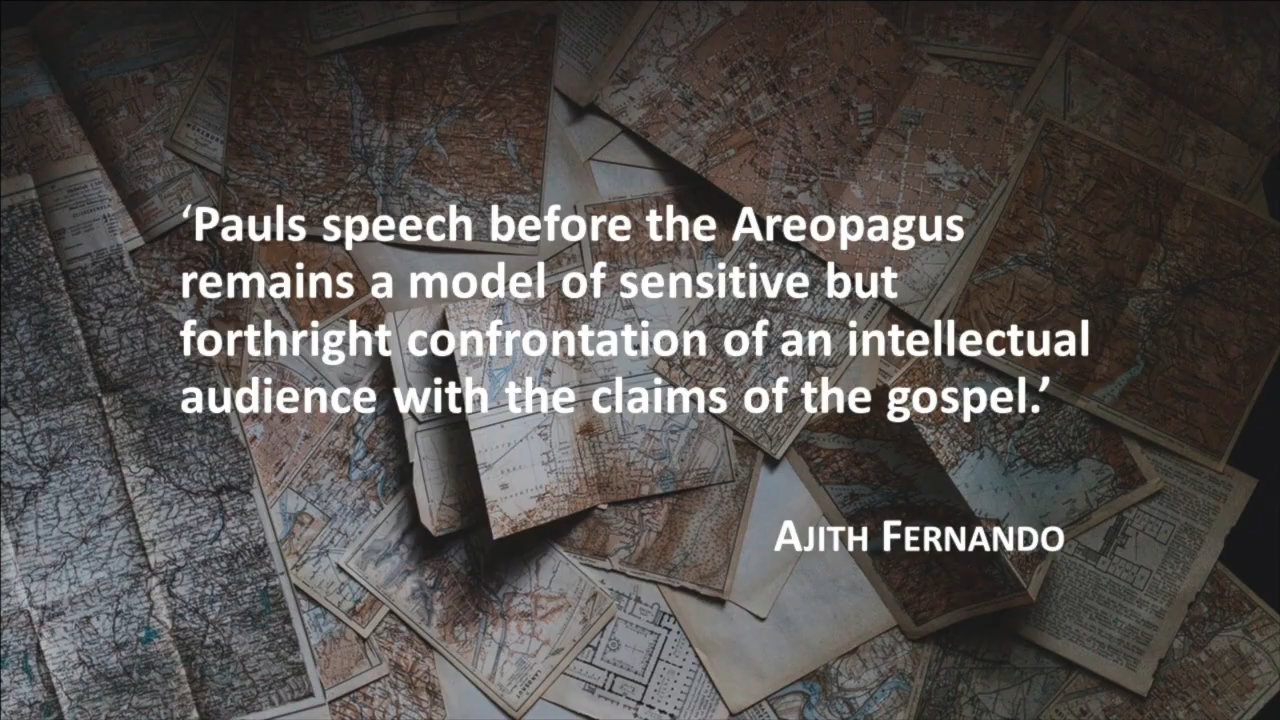 ‘Pauls speech before the Areopagus
remains a model of sensitive but
forthright confrontation of an intellectual
audience with the claims of the gospel.’
AJITH FERNANDO